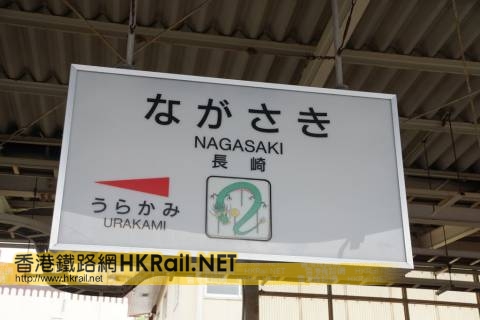 ながさき
NAGASAKI
長崎
うらかみ
URAKAMI
香港鐵路網HKRail.NET
http://www.hkrail.net